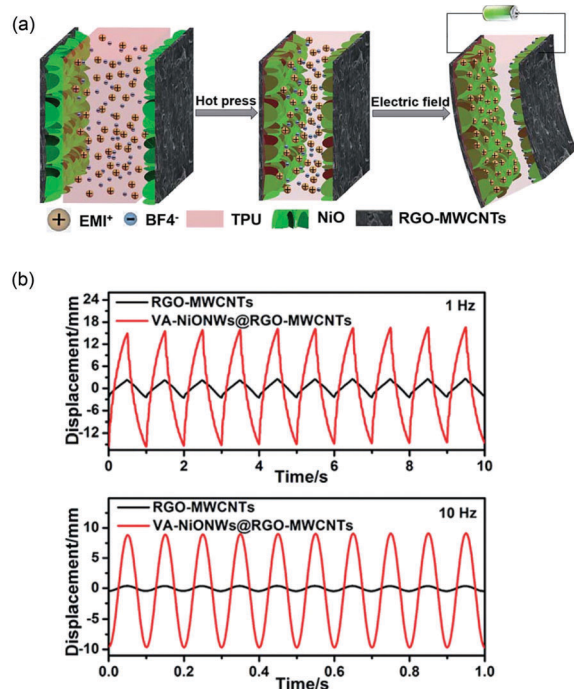 (a)
Hot press
Electric field
+ EMI⁺ - BF4⁻ TPU NiO RGO-MWCNTs
(b)
RGO-MWCNTs
1 Hz
VA-NiONWs@RGO-MWCNTs
Displacement/mm
24
16
8
0
-6
-12
0 2 4 6 8 10
Time/s
RGO-MWCNTs
10 Hz
VA-NiONWs@RGO-MWCNTs
Displacement/mm
10
5
0
-5
-10
0.0 0.2 0.4 0.6 0.8 1.0
Time/s